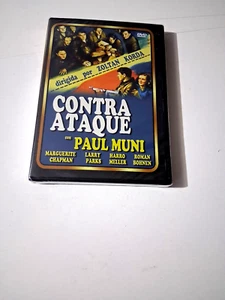 DVD
dirigida por ZOLTAN KORDA
CONTRA
ATAQUE
con PAUL MUNI
MARGUERITE LARRY HARRO ROMAN
CHAPMAN PARKS MELLER BOHNEN